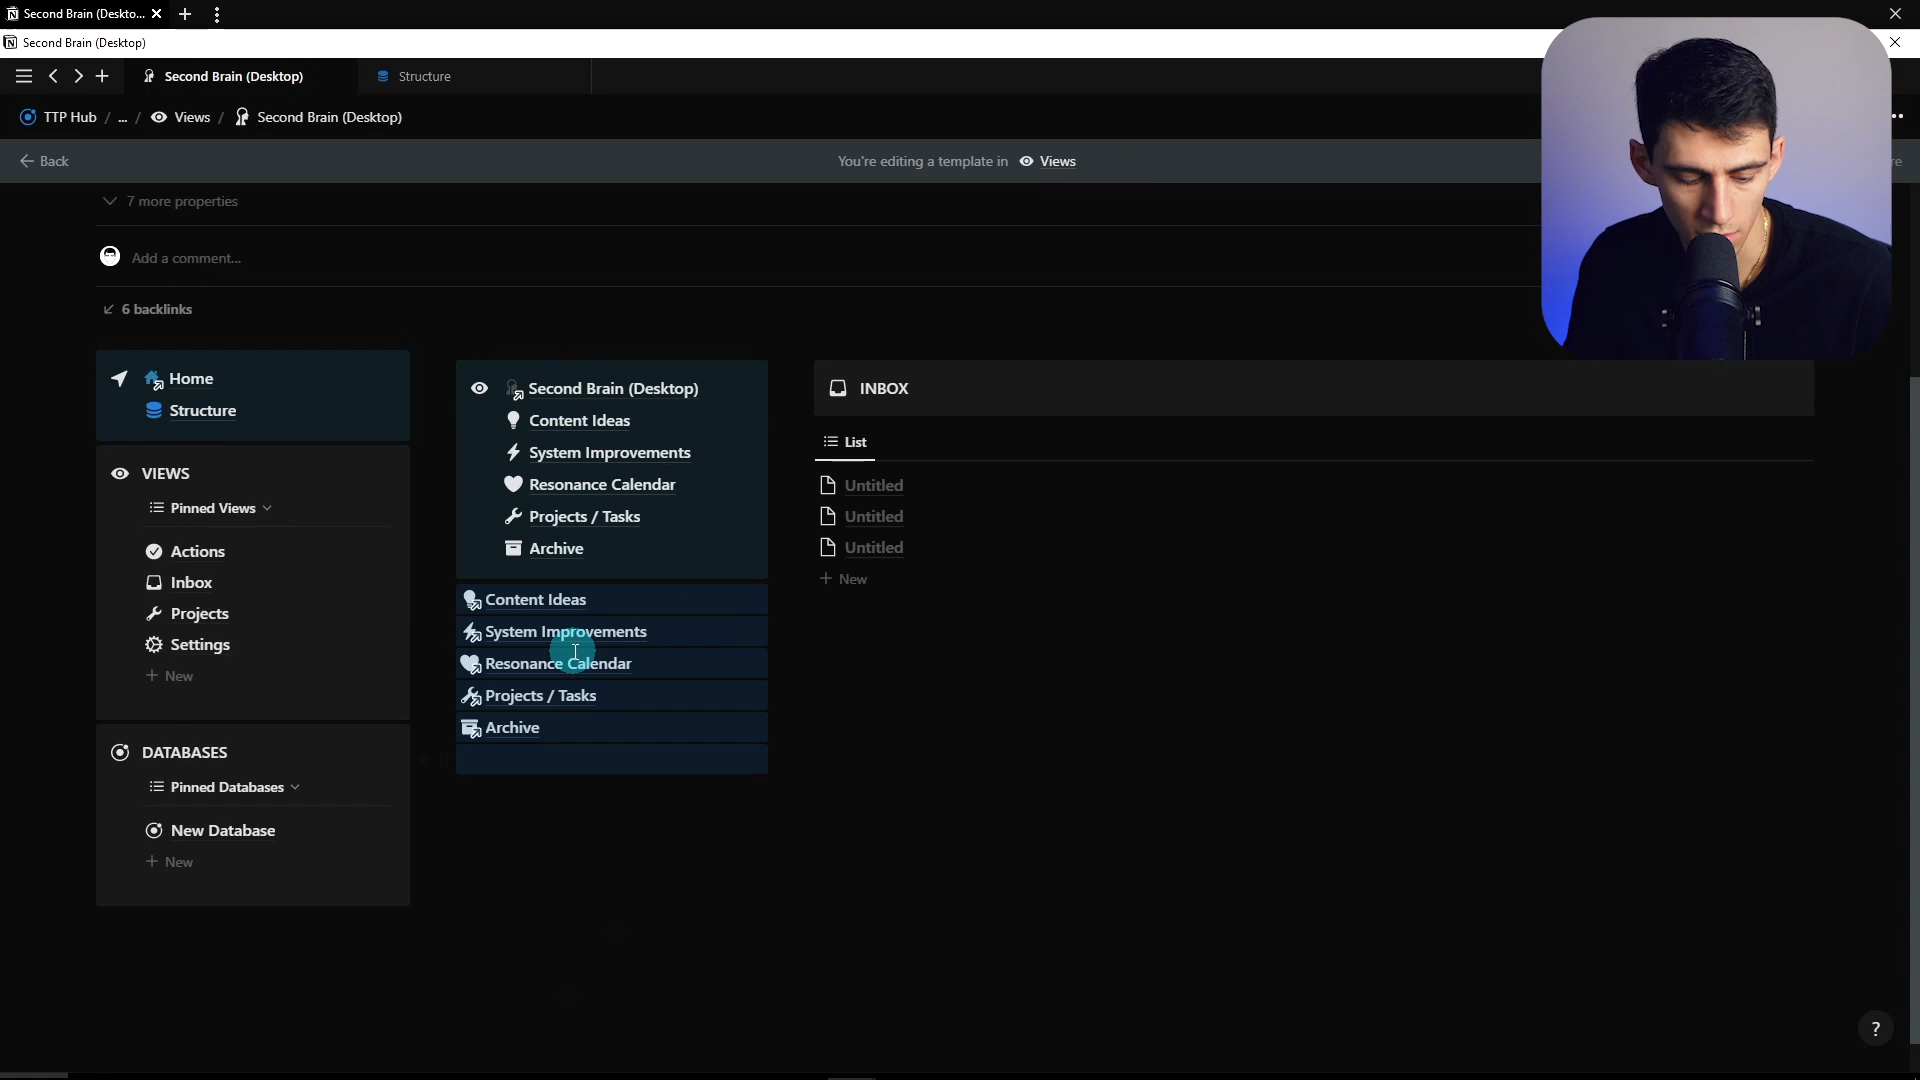 Second Brain (Deskto...
Second Brain (Desktop)
Second Brain (Desktop)
Structure
TTP Hub / ... / Views / Second Brain (Desktop)
Back
You're editing a template in Views
re
7 more properties
Add a comment...
6 backlinks
Home
Structure
VIEWS
Pinned Views
Actions
Inbox
Projects
Settings
+ New
DATABASES
Pinned Databases
New Database
+ New
Second Brain (Desktop)
Content Ideas
System Improvements
Resonance Calendar
Projects / Tasks
Archive
Content Ideas
System Improvements
Resonance Calendar
Projects / Tasks
Archive
INBOX
List
Untitled
Untitled
Untitled
+ New
?